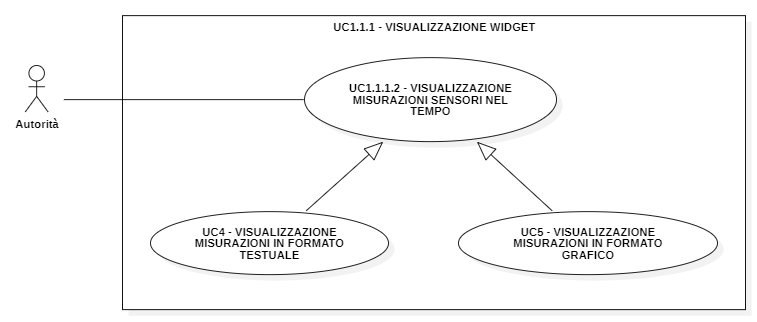 UC1.1.1 - VISUALIZZAZIONE WIDGET
UC1.1.1.2 - VISUALIZZAZIONE
MISURAZIONI SENSORI NEL
TEMPO
Autorità
UC4 - VISUALIZZAZIONE
MISURAZIONI IN FORMATO
TESTUALE
UC5 - VISUALIZZAZIONE
MISURAZIONI IN FORMATO
GRAFICO